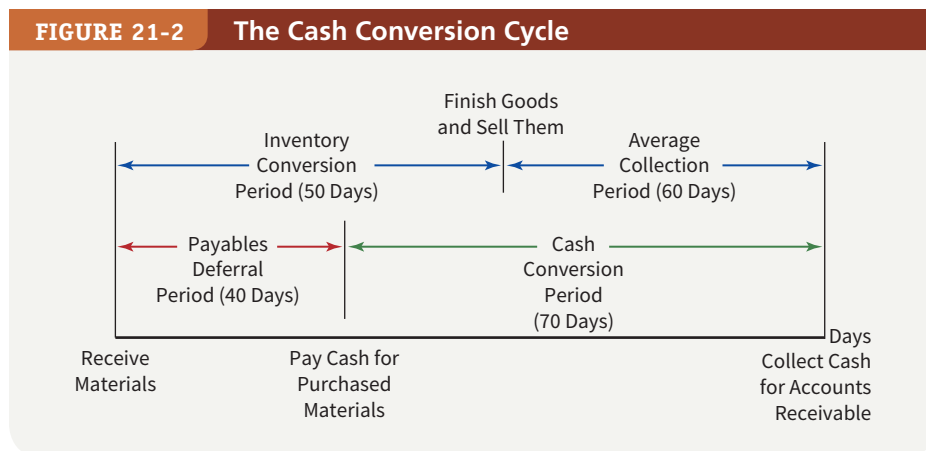 FIGURE 21-2 The Cash Conversion Cycle
Finish Goods
and Sell Them
Inventory
Conversion
Period (50 Days)
Average
Collection
Period (60 Days)
Payables
Deferral
Period (40 Days)
Cash
Conversion
Period
(70 Days)
Days
Receive
Materials
Pay Cash for
Purchased
Materials
Collect Cash
for Accounts
Receivable